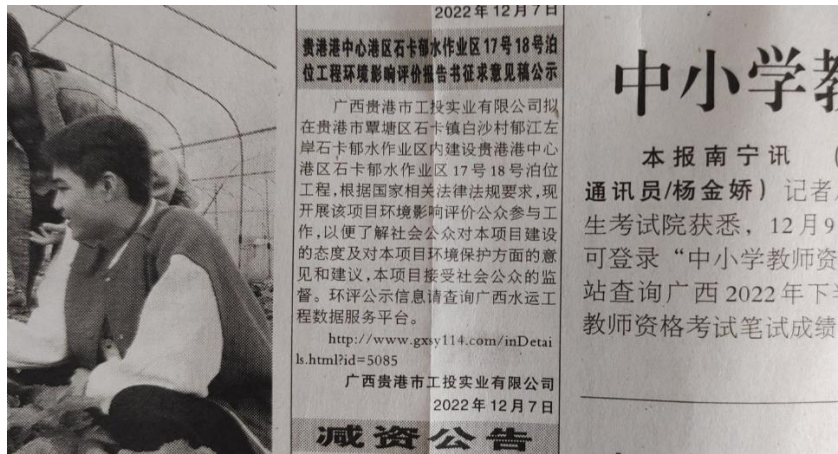 2022年12月7日
贵港港中心港区石卡郁水作业区17号18号泊
位工程环境影响评价报告书征求意见稿公示
广西贵港市工投实业有限公司拟
在贵港市覃塘区石卡镇白沙村郁江左
岸石卡郁水作业区内建设贵港港中心
港区石卡郁水作业区17号18号泊位
工程,根据国家相关法律法规要求,现
开展该项目环境影响评价公众参与工
作,以便了解社会公众对本项目建设
的态度及对本项目环境保护方面的意
见和建议,本项目接受社会公众的监
督。环评公示信息请查询广西水运工
程数据服务平台。
http://www.gxsy114.com/inDetai
ls.html?id=5085
广西贵港市工投实业有限公司
2022年12月7日
减资公告
中小学教
本报南宁讯 (
通讯员/杨金娇)记者
生考试院获悉,12月9
可登录“中小学教师资
站查询广西2022年下
教师资格考试笔试成绩